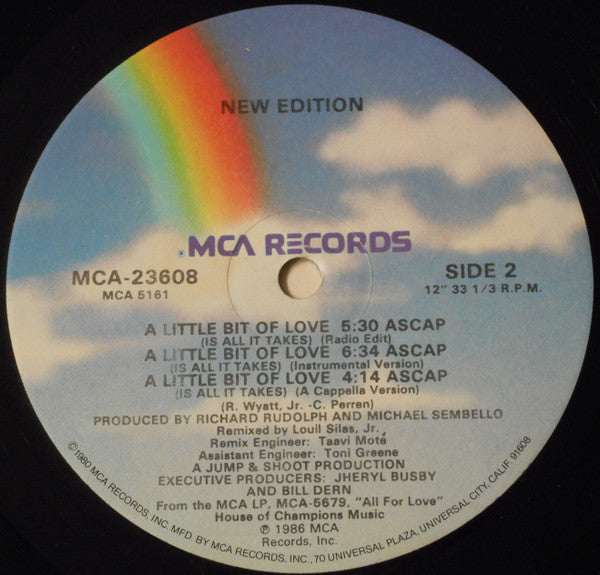 NEW EDITION
MCA RECORDS
MCA-23608
MCA 5161
SIDE 2
12" 33 1/3 R.P.M.
A LITTLE BIT OF LOVE 5:30 ASCAP
(IS ALL IT TAKES) (Radio Edit)
A LITTLE BIT OF LOVE 6:34 ASCAP
(IS ALL IT TAKES) (Instrumental Version)
A LITTLE BIT OF LOVE 4:14 ASCAP
(IS ALL IT TAKES) (A Cappella Version)
(R. Wyatt, Jr. -C. Perren)
PRODUCED BY RICHARD RUDOLPH AND MICHAEL SEMBELLO
Remixed by Louil Silas, Jr.
Remix Engineer: Taavi Moté
Assistant Engineer: Toni Greene
A JUMP & SHOOT PRODUCTION
EXECUTIVE PRODUCERS: JHERYL BUSBY
AND BILL DERN
From the MCA LP, MCA-5679, "All For Love"
House of Champions Music
℗ 1986 MCA
Records, Inc.
©1980 MCA RECORDS, INC. MFD. BY MCA RECORDS, INC., 70 UNIVERSAL PLAZA, UNIVERSAL CITY, CALIF. 91608